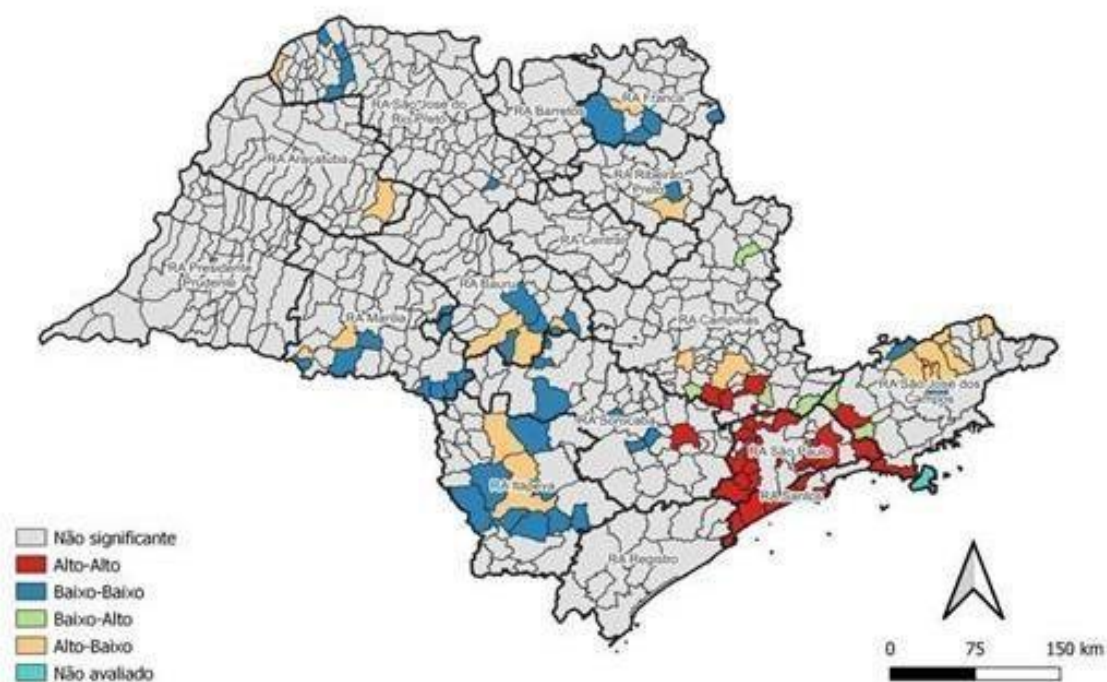 RA Franca
RA Barretos
RA São José do
Rio Preto
RA Araçatuba
RA Ribeirão
Preto
RA Central
RA Presidente
Prudente
RA Bauru
RA Marília
RA Campinas
RA São José dos
Campos
RA Sorocaba
RA São Paulo
RA Itapeva
RA Santos
RA Registro
Não significante
Alto-Alto
Baixo-Baixo
Baixo-Alto
Alto-Baixo
Não avaliado
0 75 150 km